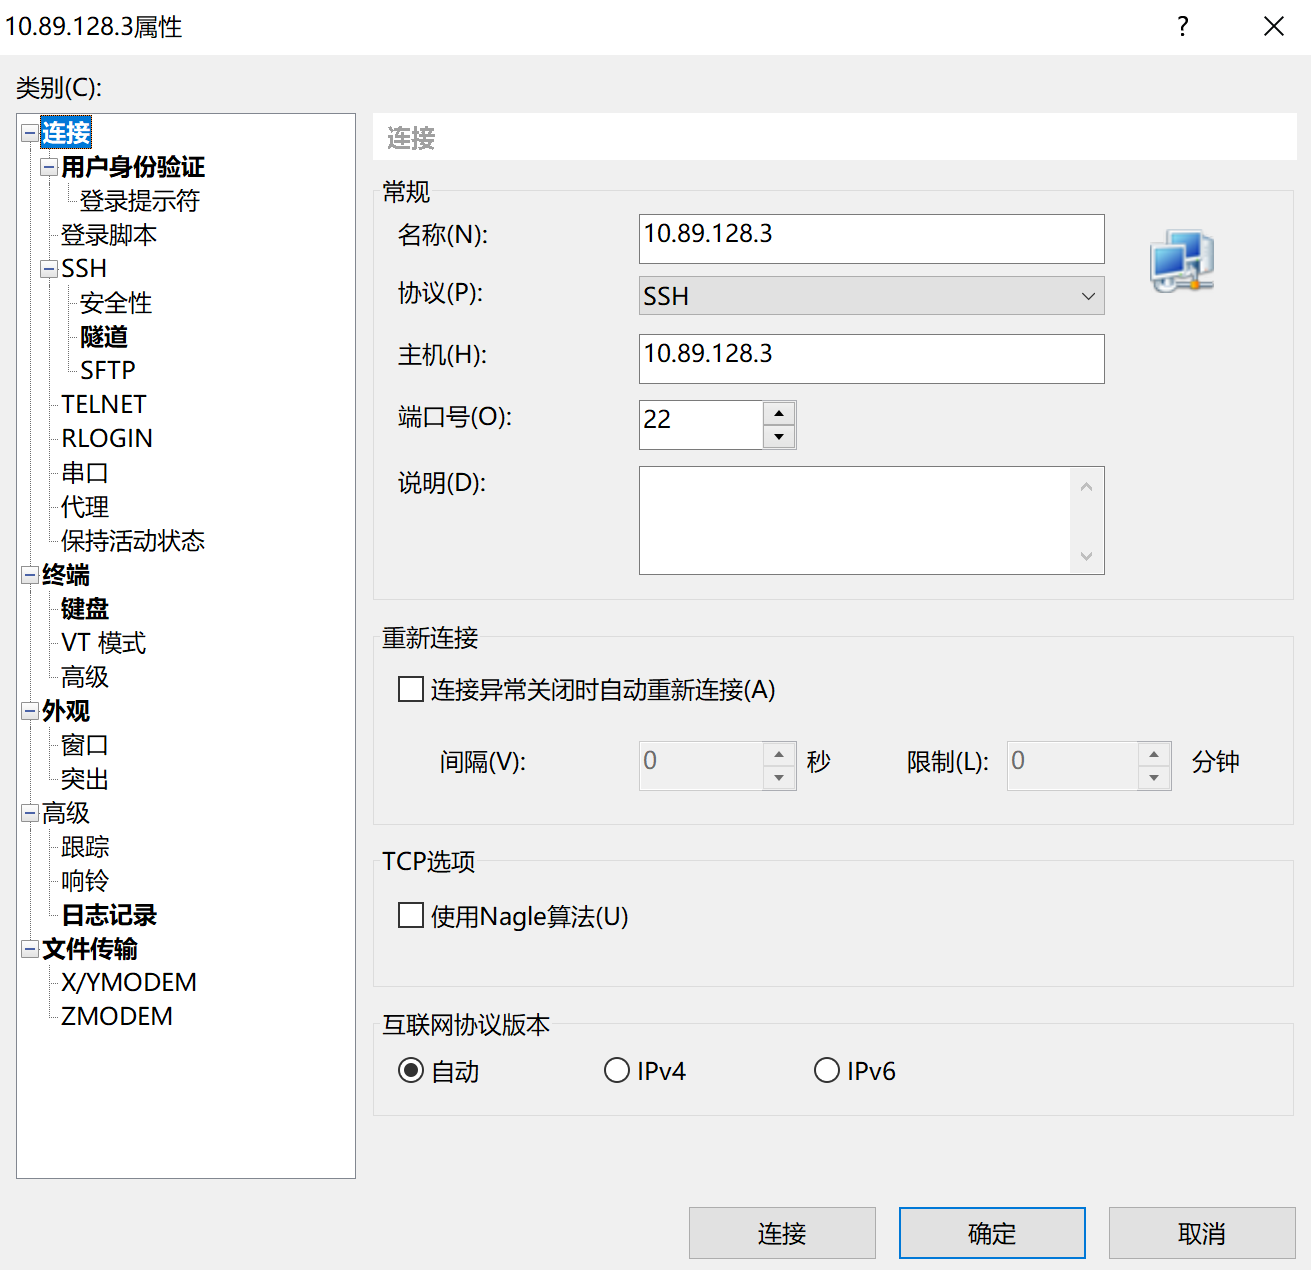 10.89.128.3属性
类别(C):
连接
用户身份验证
登录提示符
登录脚本
SSH
安全性
隧道
SFTP
TELNET
RLOGIN
串口
代理
保持活动状态
终端
键盘
VT 模式
高级
外观
窗口
突出
高级
跟踪
响铃
日志记录
文件传输
X/YMODEM
ZMODEM
连接
常规
名称(N): 10.89.128.3
协议(P): SSH
主机(H): 10.89.128.3
端口号(O): 22
说明(D):
重新连接
连接异常关闭时自动重新连接(A)
间隔(V): 0 秒 限制(L): 0 分钟
TCP选项
使用Nagle算法(U)
互联网协议版本
自动 IPv4 IPv6
连接 确定 取消